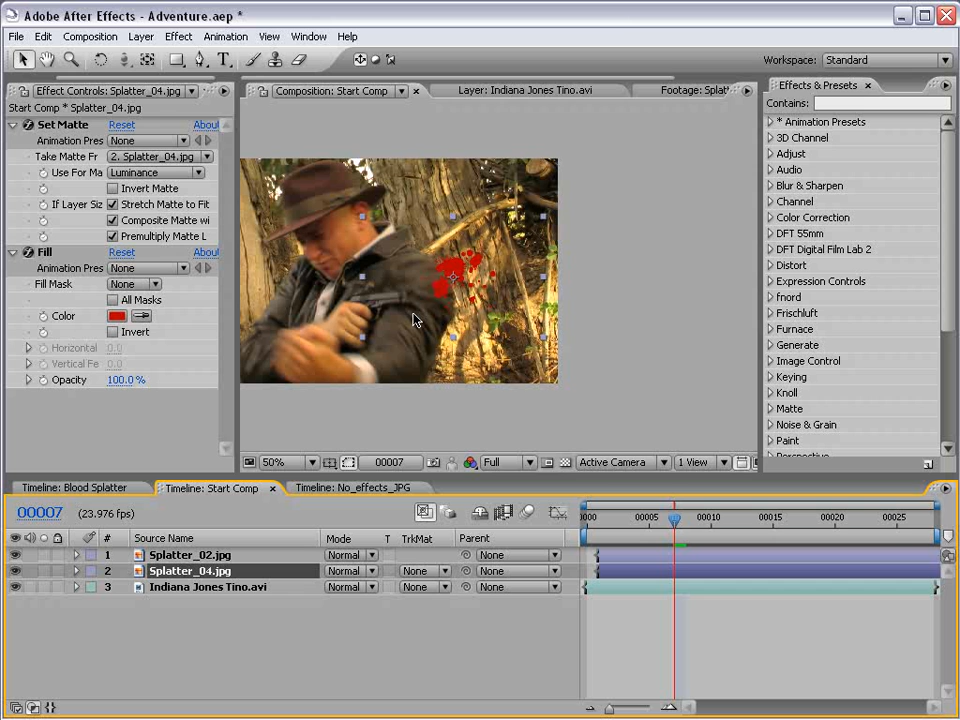 Adobe After Effects - Adventure.aep *
File Edit Composition Layer Effect Animation View Window Help
Workspace: Standard
Effect Controls: Splatter_04.jpg
Start Comp * Splatter_04.jpg
Set Matte Reset Abou
Animation Pres None
Take Matte Fr 2. Splatter_04.jpg
Use For Ma Luminance
Invert Matte
If Layer Siz Stretch Matte to Fit
Composite Matte wi
Premultiply Matte L
Fill Reset Abou
Animation Pres None
Fill Mask None
All Masks
Color
Invert
Horizontal 0.0
Vertical Fe 0.0
Opacity 100.0 %
Composition: Start Comp
Layer: Indiana Jones Tino.avi
Footage: Splat
50% 00007 Full Active Camera 1 View
Effects & Presets
Contains:
* Animation Presets
3D Channel
Adjust
Audio
Blur & Sharpen
Channel
Color Correction
DFT 55mm
DFT Digital Film Lab 2
Distort
Expression Controls
fnord
Frischluft
Furnace
Generate
Image Control
Keying
Knoll
Matte
Noise & Grain
Paint
Perspective
Timeline: Blood Splatter
Timeline: Start Comp
Timeline: No_effects_JPG
00007 (23.976 fps)
0000 00005 00010 00015 00020 00025
# Source Name Mode T TrkMat Parent
1 Splatter_02.jpg Normal None
2 Splatter_04.jpg Normal None None
3 Indiana Jones Tino.avi Normal None None